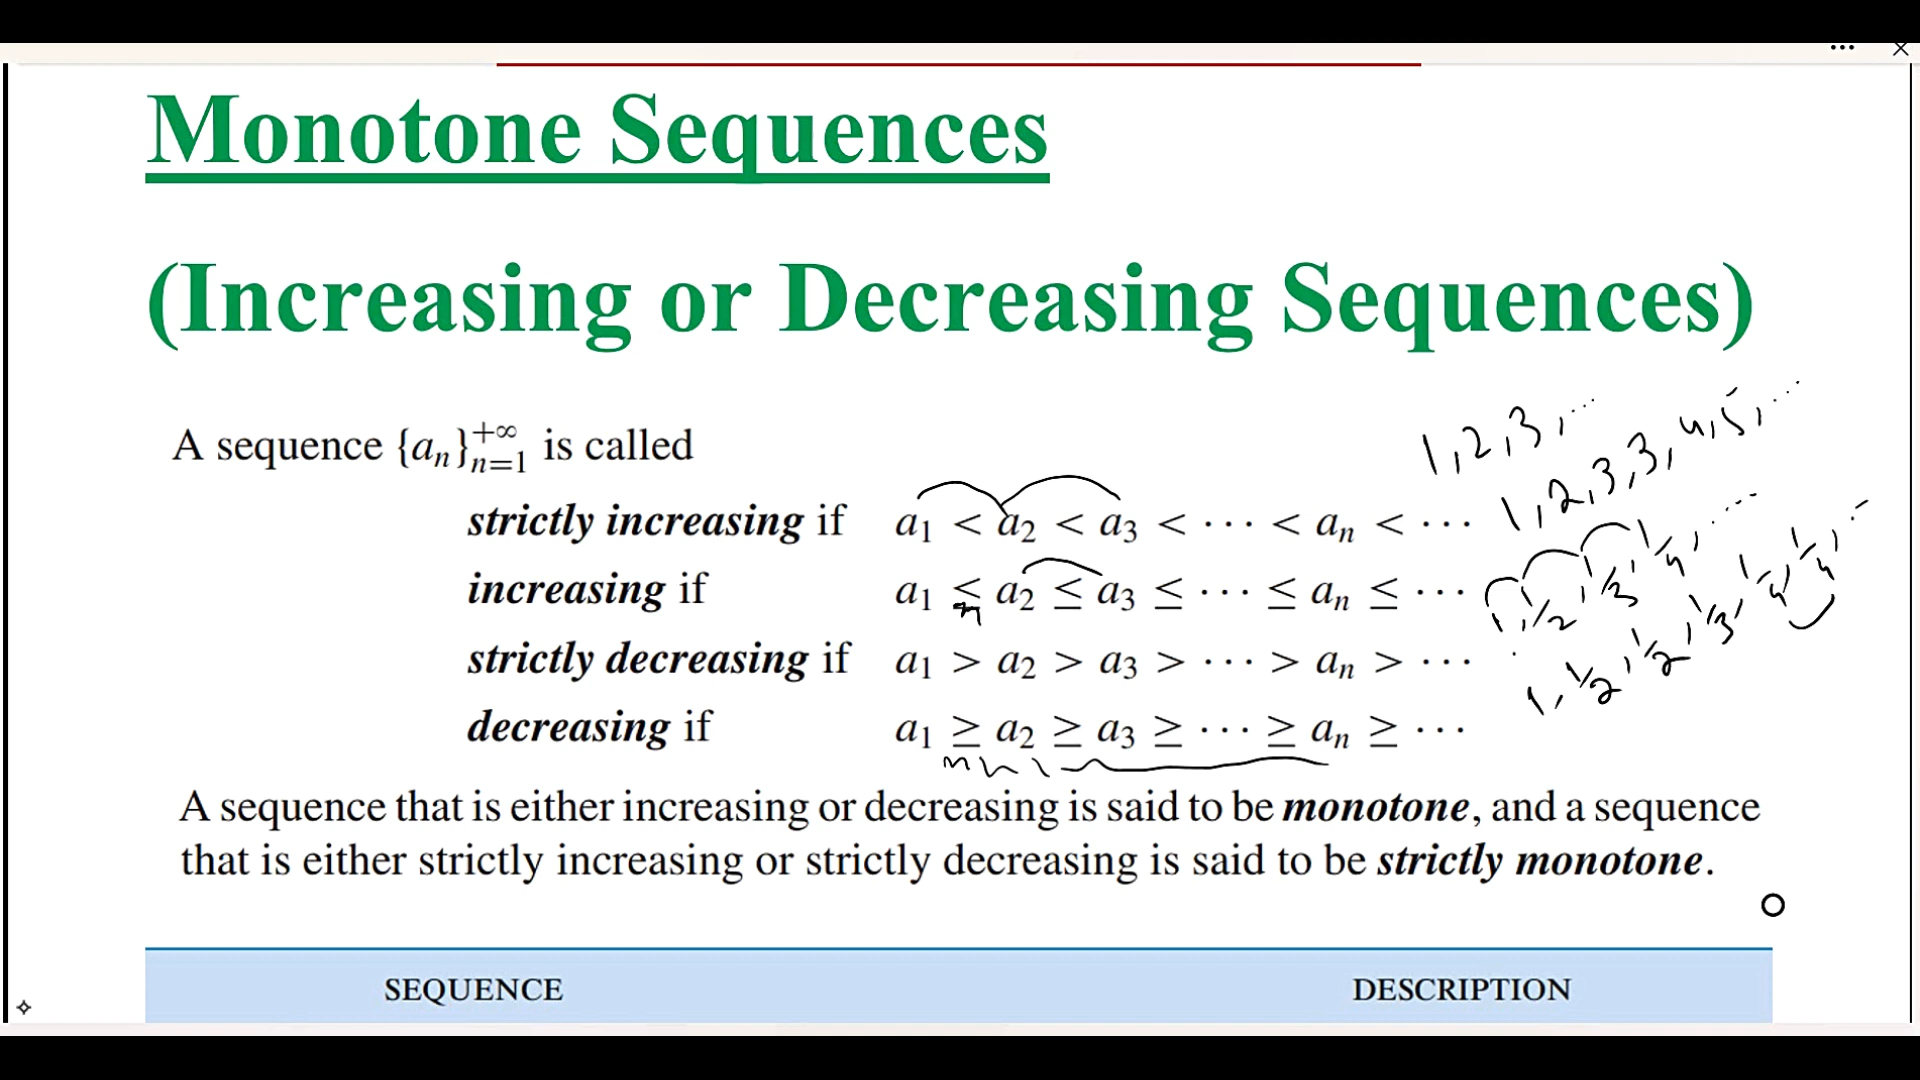 Monotone Sequences
(Increasing or Decreasing Sequences)
1, 2, 3, ...
A sequence {aₙ}ₙ₌₁⁺∞ is called
1, 2, 3, 3, 4, 5, ...
strictly increasing if a₁ < a₂ < a₃ < ··· < aₙ < ···
increasing if a₁ ≤ a₂ ≤ a₃ ≤ ··· ≤ aₙ ≤ ···
1, 1/2, 1/3, 1/4, ...
strictly decreasing if a₁ > a₂ > a₃ > ··· > aₙ > ···
1, 1/2, 1/2, 1/3, 1/4, 1/4, ...
decreasing if a₁ ≥ a₂ ≥ a₃ ≥ ··· ≥ aₙ ≥ ···
A sequence that is either increasing or decreasing is said to be monotone, and a sequence
that is either strictly increasing or strictly decreasing is said to be strictly monotone.
SEQUENCE DESCRIPTION